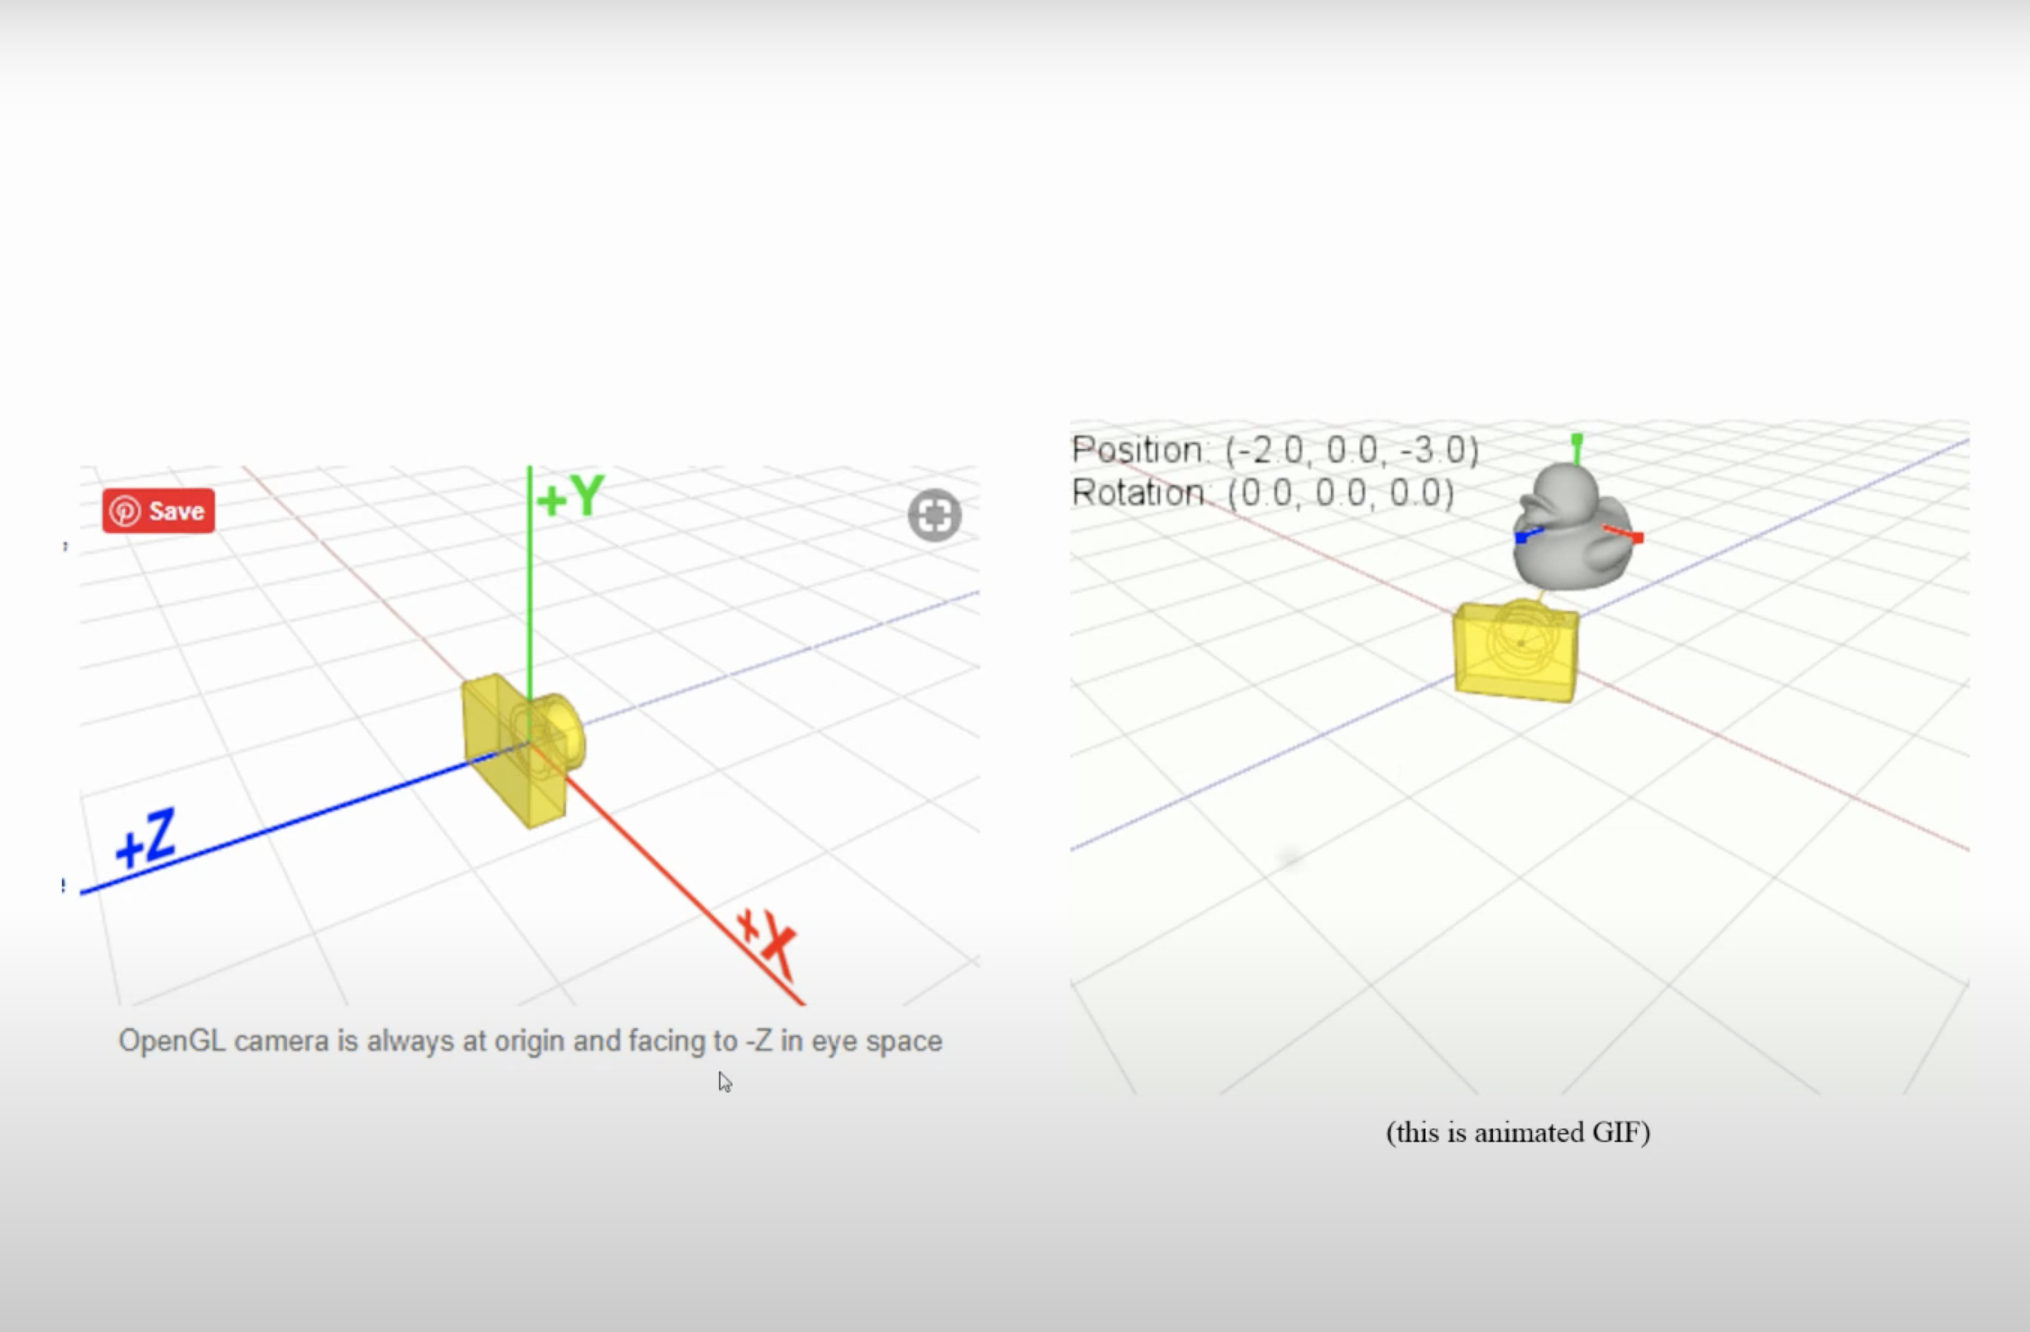 Save
+Y
+Z
+X
OpenGL camera is always at origin and facing to -Z in eye space
Position: (-2.0, 0.0, -3.0)
Rotation: (0.0, 0.0, 0.0)
(this is animated GIF)